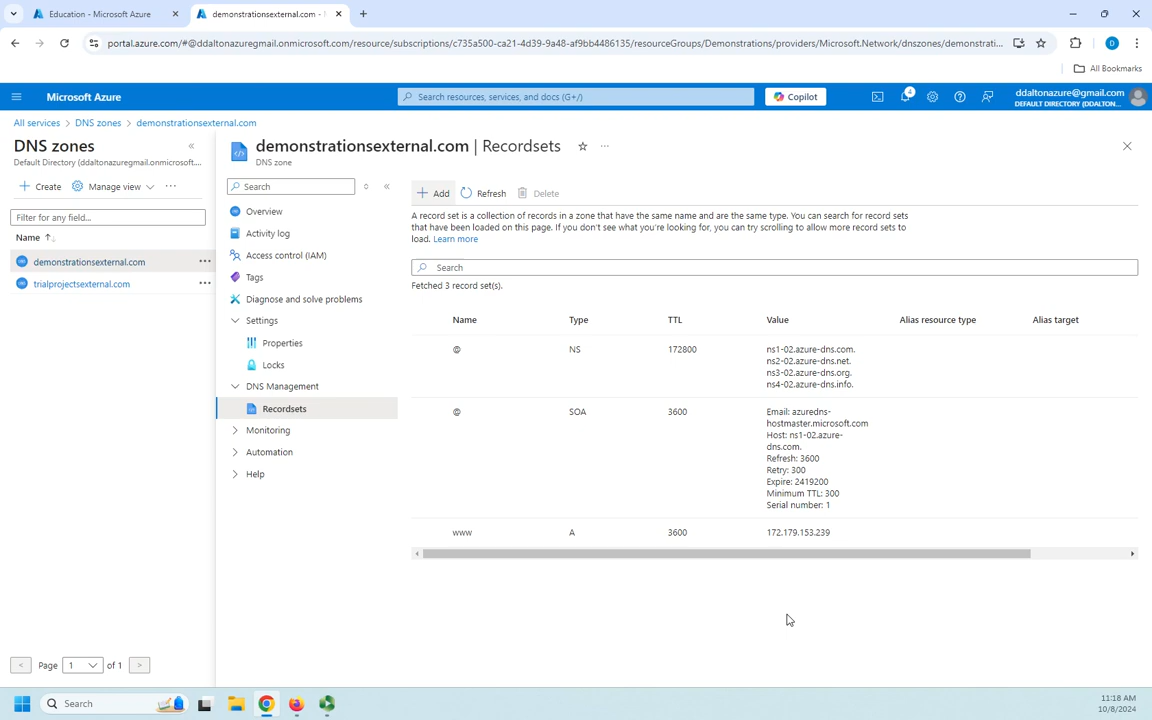 Education - Microsoft Azure
demonstrationsexternal.com -
portal.azure.com/#@ddaltonazuregmail.onmicrosoft.com/resource/subscriptions/c735a500-ca21-4d39-9a48-af9bb4486135/resourceGroups/Demonstrations/providers/Microsoft.Network/dnszones/demonstrati...
D
All Bookmarks
Microsoft Azure
Search resources, services, and docs (G+/)
Copilot
4
ddaltonazure@gmail.com
DEFAULT DIRECTORY (DDALTON...
All services > DNS zones > demonstrationsexternal.com
DNS zones
Default Directory (ddaltonazuregmail.onmicrosoft....
Create
Manage view
Filter for any field...
Name
demonstrationsexternal.com
trialprojectsexternal.com
Page 1 of 1
demonstrationsexternal.com | Recordsets
DNS zone
Search
Overview
Activity log
Access control (IAM)
Tags
Diagnose and solve problems
Settings
Properties
Locks
DNS Management
Recordsets
Monitoring
Automation
Help
Add Refresh Delete
A record set is a collection of records in a zone that have the same name and are the same type. You can search for record sets
that have been loaded on this page. If you don't see what you're looking for, you can try scrolling to allow more record sets to
load. Learn more
Search
Fetched 3 record set(s).
Name Type TTL Value Alias resource type Alias target
@ NS 172800 ns1-02.azure-dns.com.
ns2-02.azure-dns.net.
ns3-02.azure-dns.org.
ns4-02.azure-dns.info.
@ SOA 3600 Email: azuredns-
hostmaster.microsoft.com
Host: ns1-02.azure-
dns.com.
Refresh: 3600
Retry: 300
Expire: 2419200
Minimum TTL: 300
Serial number: 1
www A 3600 172.179.153.239
Search
11:18 AM
10/8/2024